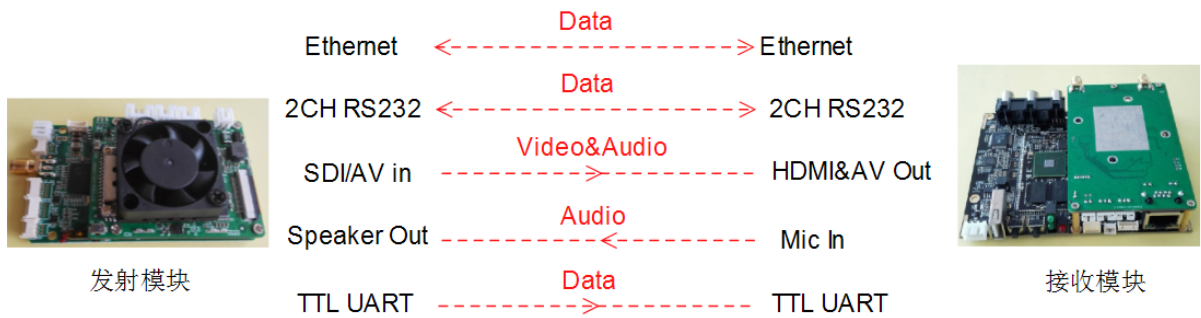 Data
Ethernet Ethernet
Data
2CH RS232 2CH RS232
Video&Audio
SDI/AV in HDMI&AV Out
Audio
Speaker Out Mic In
发射模块 接收模块
Data
TTL UART TTL UART